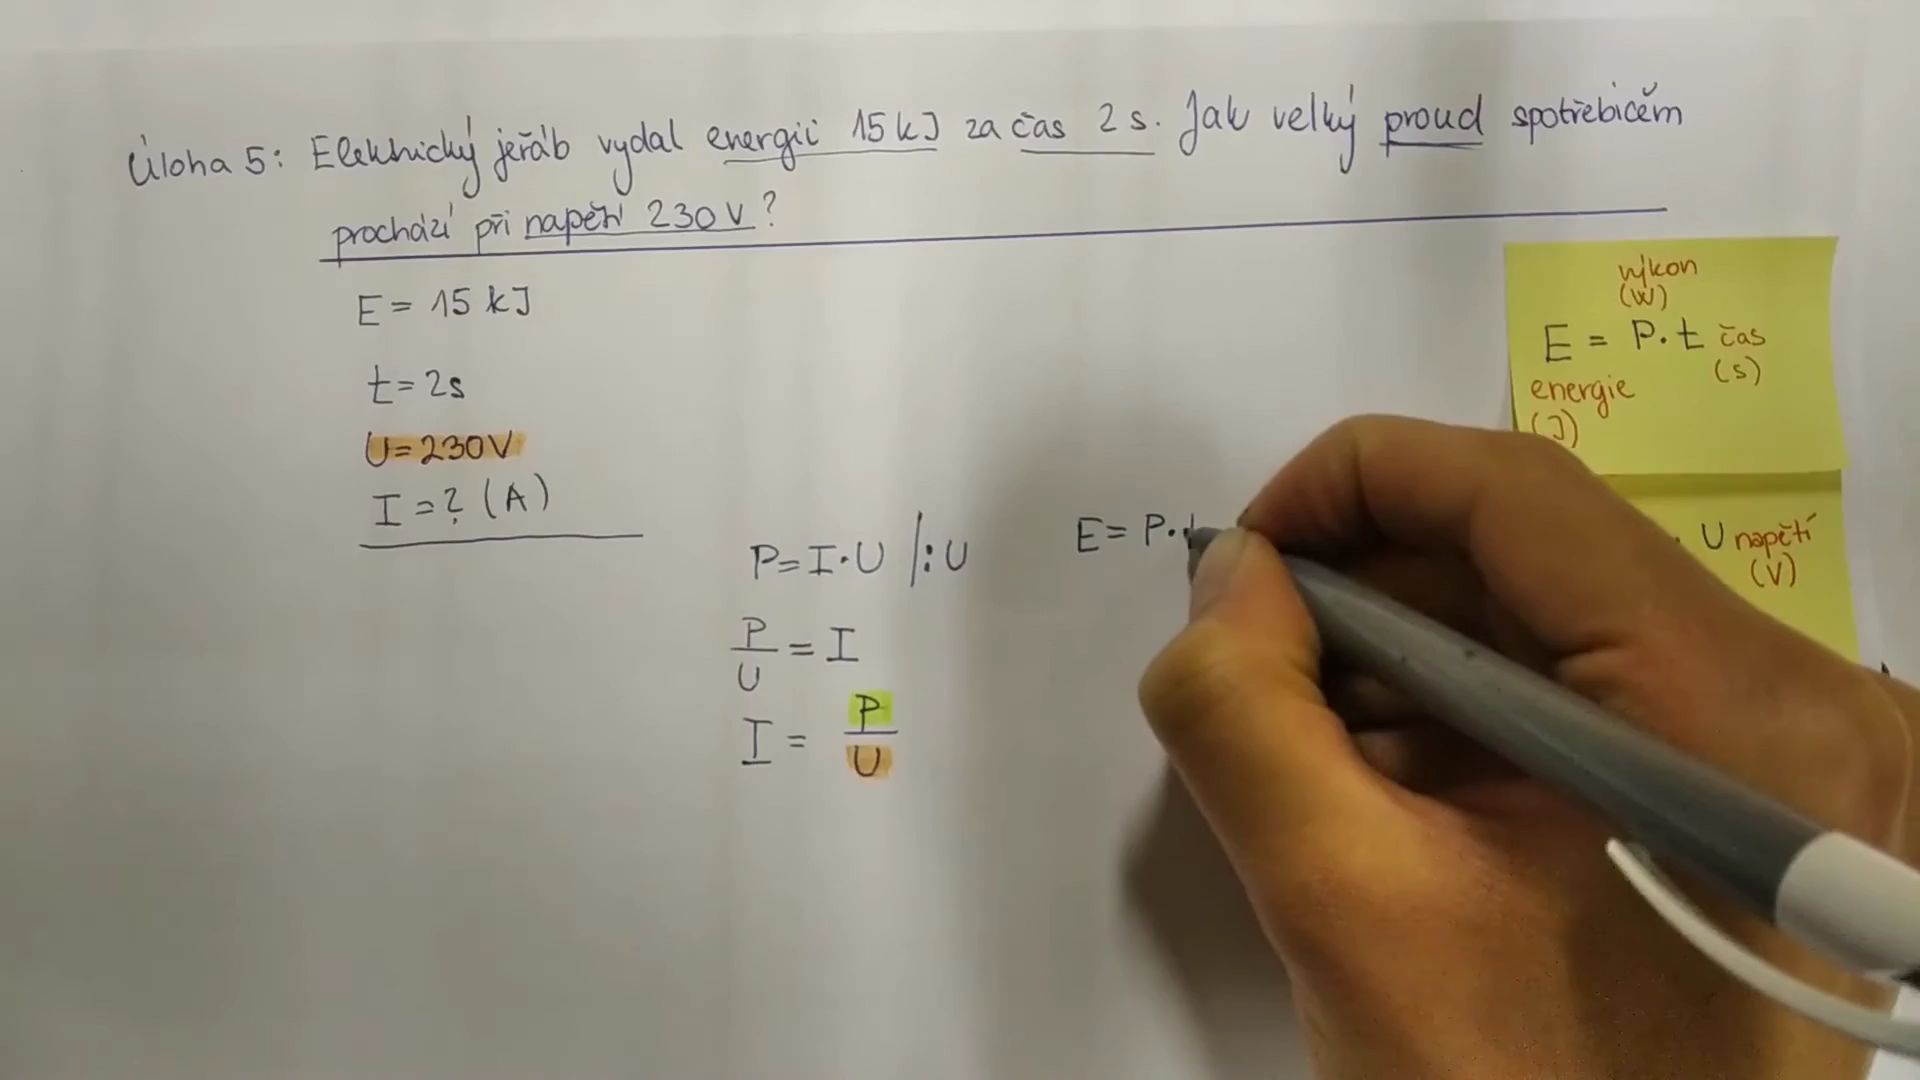 Úloha 5: Elektrický jeřáb vydal energii 15 kJ za čas 2 s. Jak velký proud spotřebičem
prochází při napětí 230 V?
E = 15 kJ
t = 2s
U = 230V
I = ? (A)
P = I · U /: U
P/U = I
I = P/U
E = P · t
výkon
(W)
E = P · t čas
(s)
energie
(J)
· U napětí
(V)